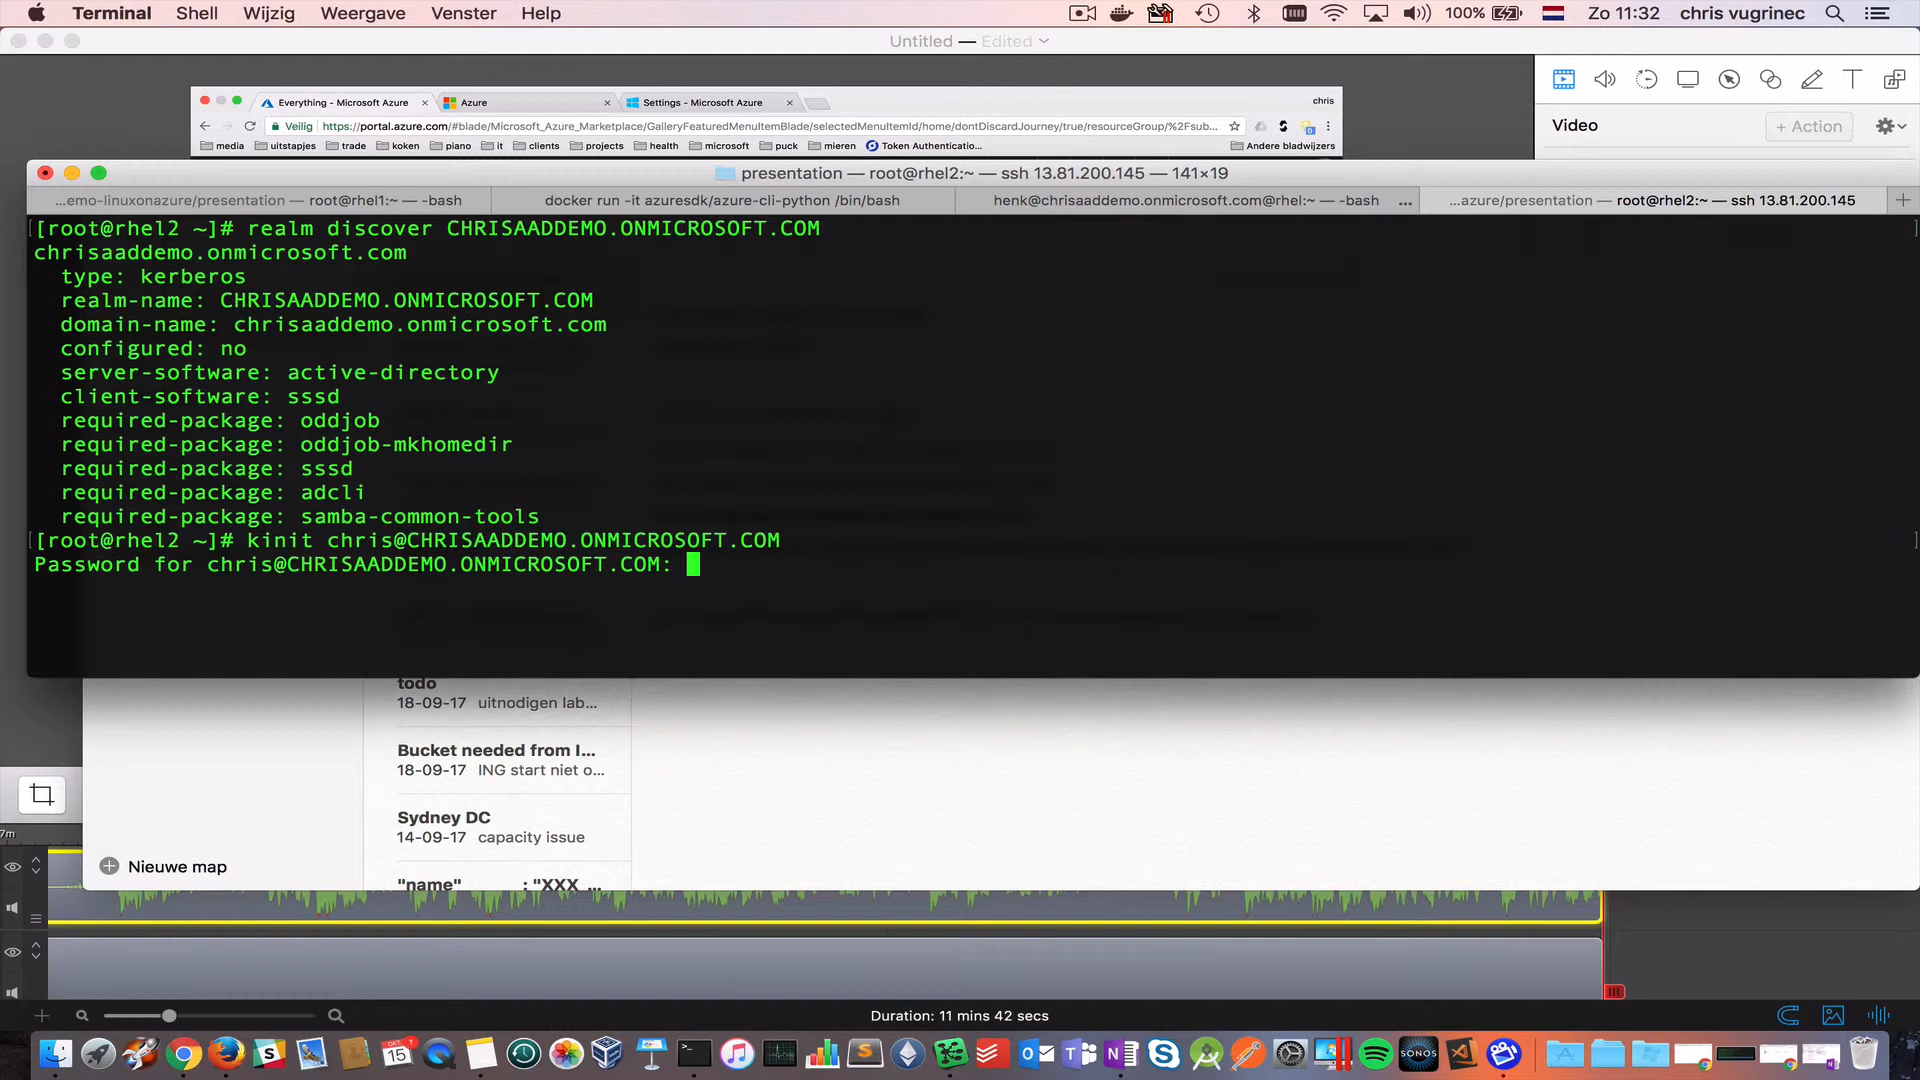 Terminal Shell Wijzig Weergave Venster Help 100% Zo 11:32 chris vugrinec
Untitled — Edited
Everything - Microsoft Azure Azure Settings - Microsoft Azure chris
Veilig https://portal.azure.com/#blade/Microsoft_Azure_Marketplace/GalleryFeaturedMenuItemBlade/selectedMenuItemId/home/dontDiscardJourney/true/resourceGroup/%2Fsub...
media uitstapjes trade koken piano it clients projects health microsoft puck mieren Token Authenticatio... Andere bladwijzers
Video + Action
presentation — root@rhel2:~ — ssh 13.81.200.145 — 141×19
...emo-linuxonazure/presentation — root@rhel1:~ — -bash docker run -it azuresdk/azure-cli-python /bin/bash henk@chrisaaddemo.onmicrosoft.com@rhel:~ — -bash ... ...azure/presentation — root@rhel2:~ — ssh 13.81.200.145
[root@rhel2 ~]# realm discover CHRISAADDEMO.ONMICROSOFT.COM
chrisaaddemo.onmicrosoft.com
type: kerberos
realm-name: CHRISAADDEMO.ONMICROSOFT.COM
domain-name: chrisaaddemo.onmicrosoft.com
configured: no
server-software: active-directory
client-software: sssd
required-package: oddjob
required-package: oddjob-mkhomedir
required-package: sssd
required-package: adcli
required-package: samba-common-tools
[root@rhel2 ~]# kinit chris@CHRISAADDEMO.ONMICROSOFT.COM
Password for chris@CHRISAADDEMO.ONMICROSOFT.COM:
todo
18-09-17 uitnodigen lab...
Bucket needed from I...
18-09-17 ING start niet o...
Sydney DC
14-09-17 capacity issue
"name" : "XXX ...
Nieuwe map
7m
Duration: 11 mins 42 secs
OKT. 1
15
SONOS